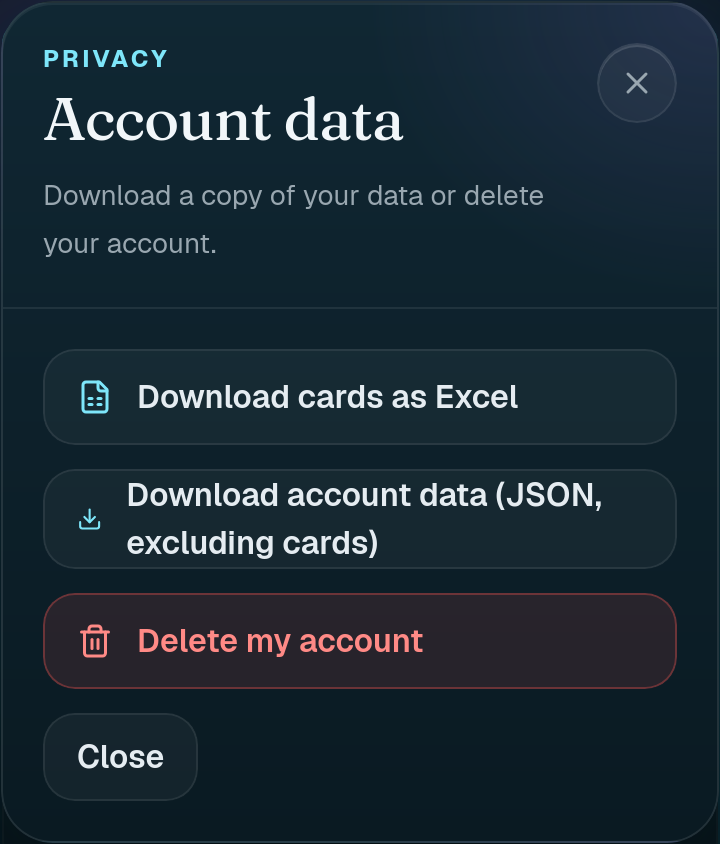 PRIVACY
Account data
Download a copy of your data or delete
your account.
Download cards as Excel
Download account data (JSON,
excluding cards)
Delete my account
Close